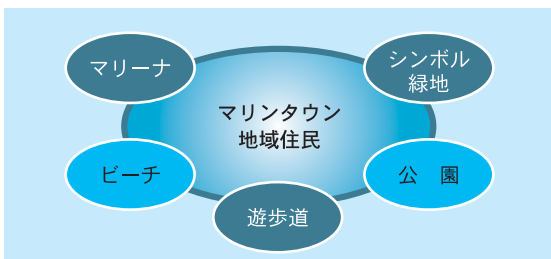 マリーナ
シンボル
緑地
マリンタウン
地域住民
ビーチ
公　園
遊歩道